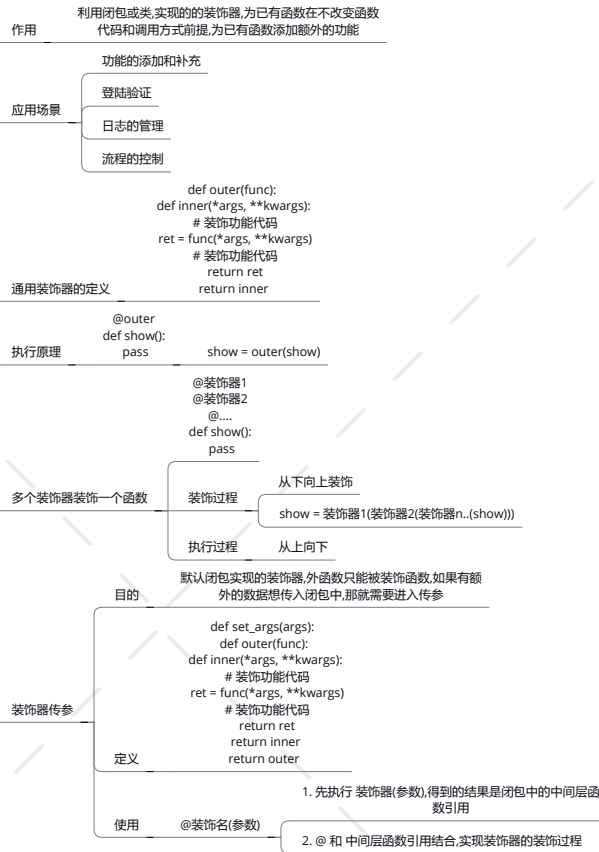 作用
利用闭包或类,实现的的装饰器,为已有函数在不改变函数
代码和调用方式前提,为已有函数添加额外的功能
应用场景
功能的添加和补充
登陆验证
日志的管理
流程的控制
通用装饰器的定义
def outer(func):
def inner(*args, **kwargs):
# 装饰功能代码
ret = func(*args, **kwargs)
# 装饰功能代码
return ret
return inner
执行原理
@outer
def show():
pass
show = outer(show)
多个装饰器装饰一个函数
@装饰器1
@装饰器2
@....
def show():
pass
装饰过程
从下向上装饰
show = 装饰器1(装饰器2(装饰器n..(show)))
执行过程
从上向下
装饰器传参
目的
默认闭包实现的装饰器,外函数只能被装饰函数,如果有额
外的数据想传入闭包中,那就需要进入传参
定义
def set_args(args):
def outer(func):
def inner(*args, **kwargs):
# 装饰功能代码
ret = func(*args, **kwargs)
# 装饰功能代码
return ret
return inner
return outer
使用
@装饰名(参数)
1. 先执行 装饰器(参数),得到的结果是闭包中的中间层函
数引用
2. @ 和 中间层函数引用结合,实现装饰器的装饰过程